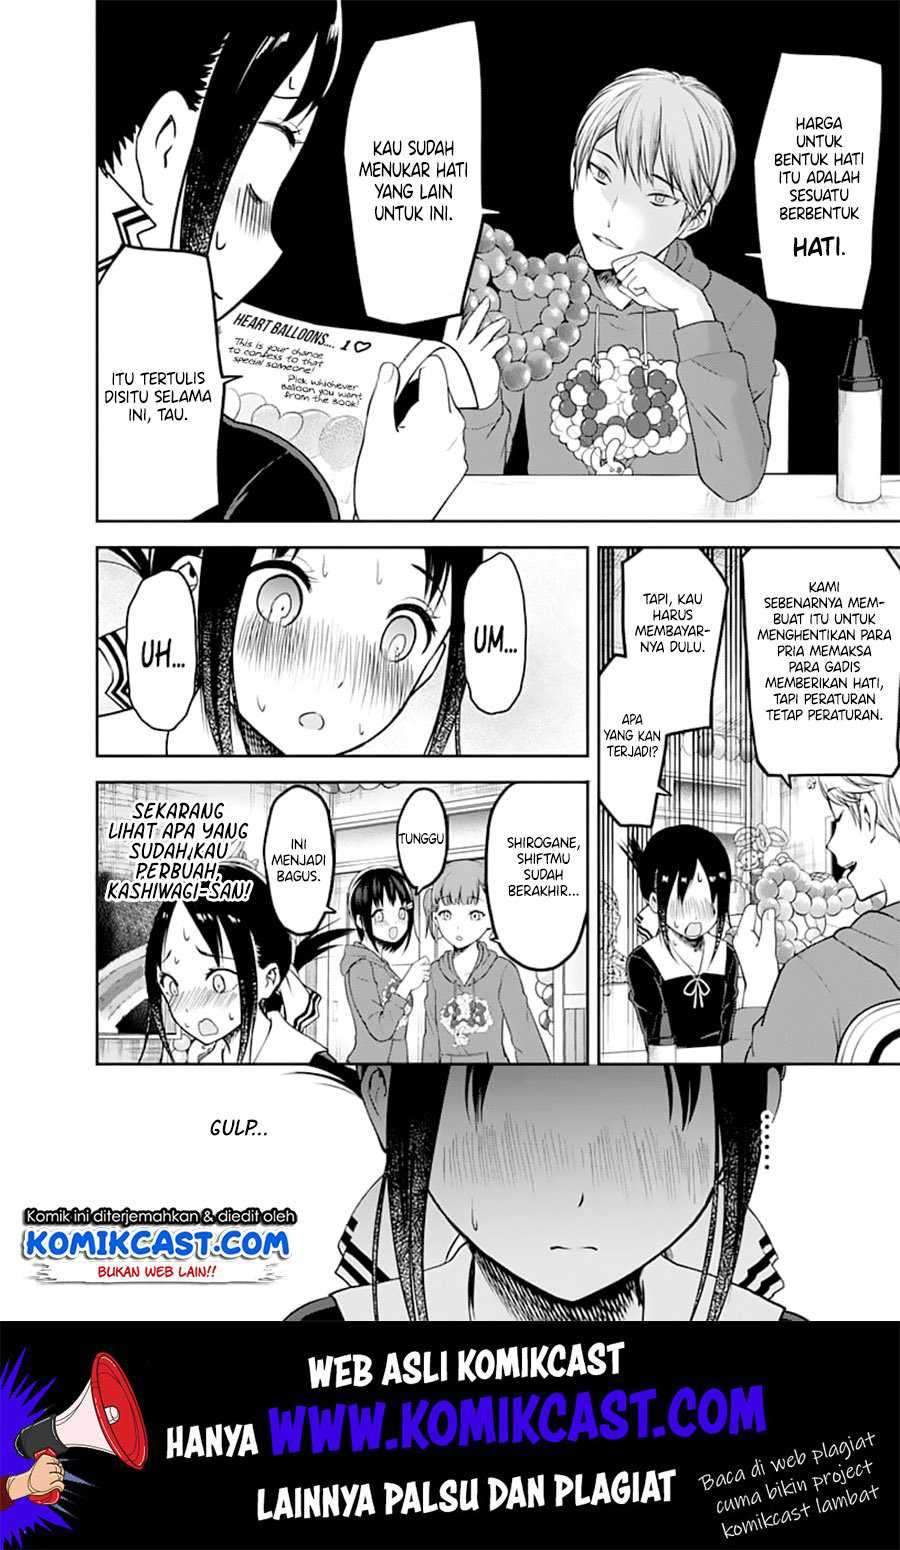 HARGA
UNTUK
BENTUK HATI
ITU ADALAH
SESUATU
BERBENTUK
HATI.
KAU SUDAH
MENUKAR HATI
YANG LAIN
UNTUK INI.
HEART BALLOONS... 1♡
This is your chance
to confess to that
special someone!
Pick whichever
Balloon you want
from the book!
ITU TERTULIS
DISITU SELAMA
INI, TAU.
KAMI
SEBENARNYA MEM-
BUAT ITU UNTUK
MENGHENTIKAN PARA
PRIA MEMAKSA
PARA GADIS
MEMBERIKAN HATI,
TAPI PERATURAN
TETAP PERATURAN.
TAPI, KAU
HARUS
MEMBAYAR-
NYA DULU.
APA
YANG KAN
TERJADI?
UM...
UH...
SHIROGANE,
SHIFTMU
SUDAH
BERAKHIR...
TUNGGU
INI
MENJADI
BAGUS.
SEKARANG
LIHAT APA YANG
SUDAH KAU
PERBUAH,
KASHIWAGI-SAN!
GULP...
Komik ini diterjemahkan & diedit oleh
KOMIKCAST.COM
BUKAN WEB LAIN!!
WEB ASLI KOMIKCAST
HANYA WWW.KOMIKCAST.COM
LAINNYA PALSU DAN PLAGIAT
Baca di web plagiat
cuma bikin project
komikcast lambat